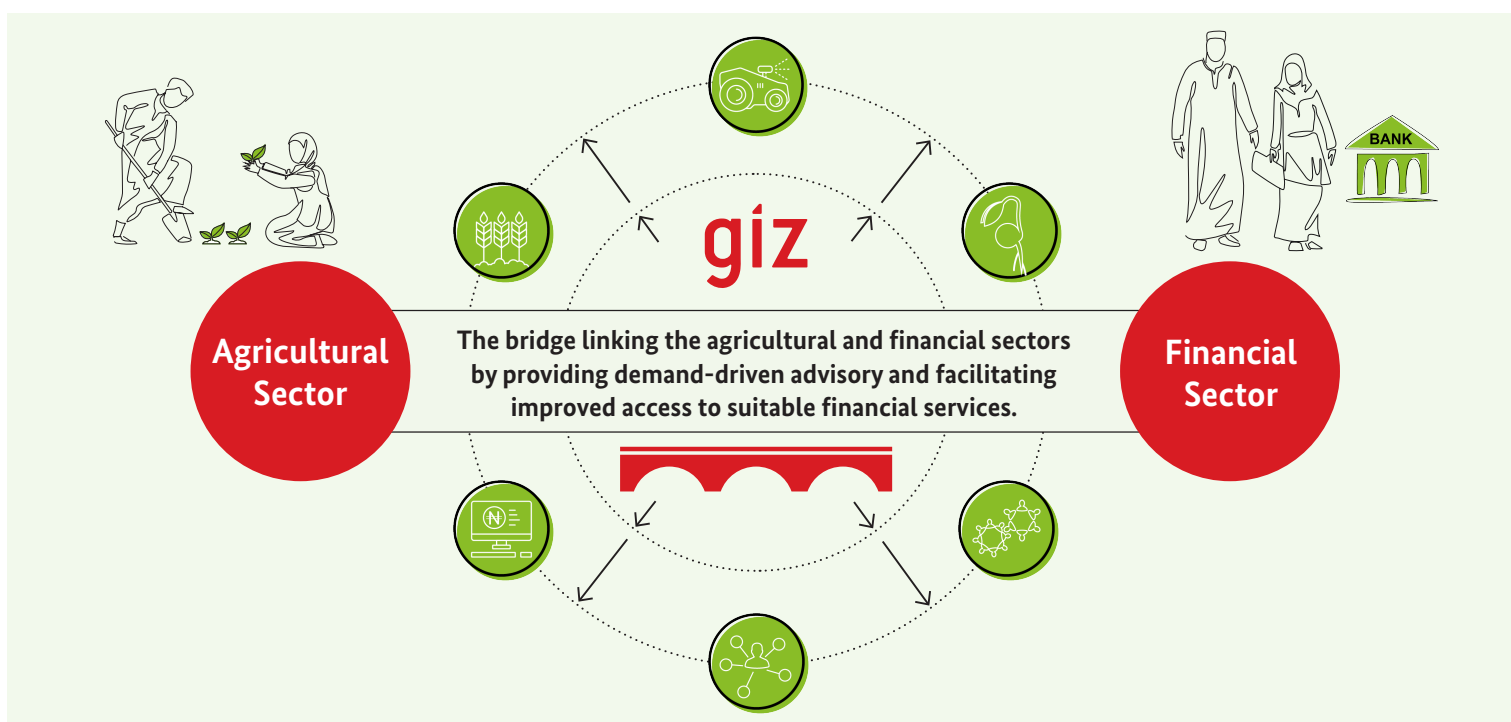 BANK
giz
Agricultural
Sector
The bridge linking the agricultural and financial sectors
by providing demand-driven advisory and facilitating
improved access to suitable financial services.
Financial
Sector
₦